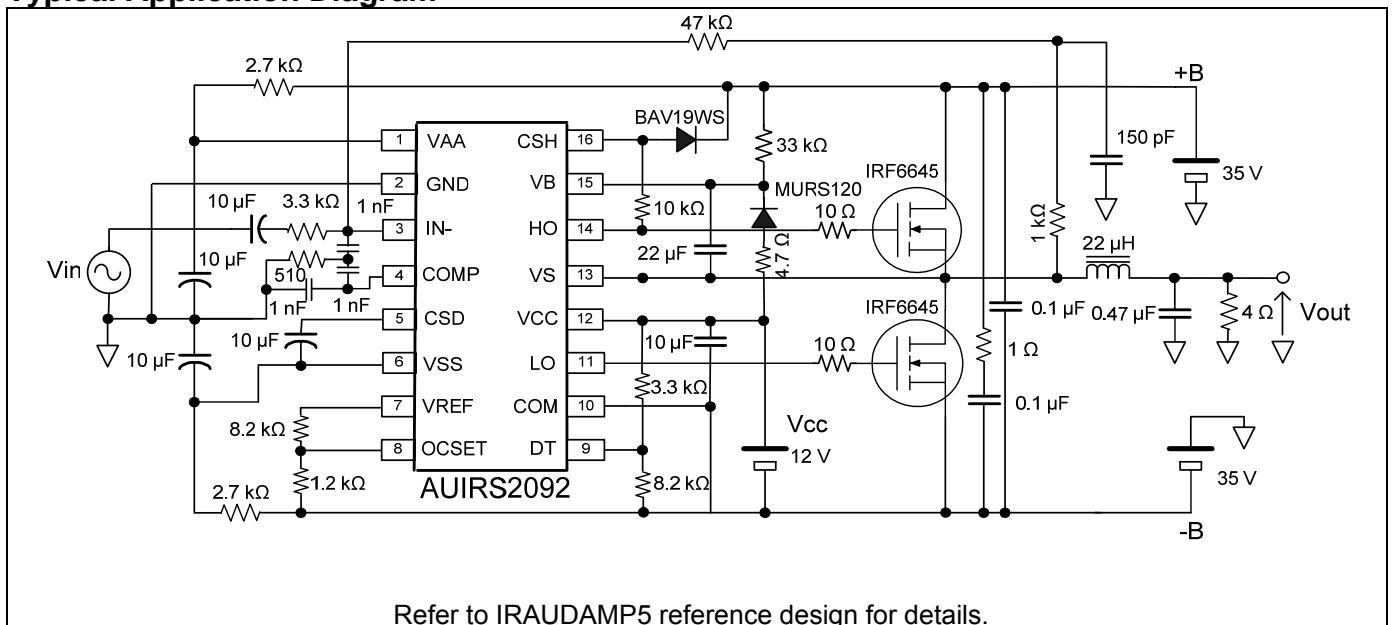 Typical Application Diagram
47 kΩ
2.7 kΩ
+B
BAV19WS
1 VAA CSH 16
33 kΩ
150 pF
35 V
IRF6645
2 GND VB 15
MURS120
10 µF 3.3 kΩ 1 nF
10 kΩ
10 Ω
1 kΩ
3 IN- HO 14
22 µH
Vin
10 µF
510
22 µF
4.7 Ω
4 COMP VS 13
1 nF 1 nF
IRF6645
0.1 µF 0.47 µF 4 Ω Vout
5 CSD VCC 12
10 µF
10 µF
10 µF
10 Ω
1 Ω
6 VSS LO 11
3.3 kΩ
0.1 µF
7 VREF COM 10
8.2 kΩ
Vcc
8 OCSET DT 9
12 V
35 V
1.2 kΩ
8.2 kΩ
AUIRS2092
2.7 kΩ
-B
Refer to IRAUDAMP5 reference design for details.